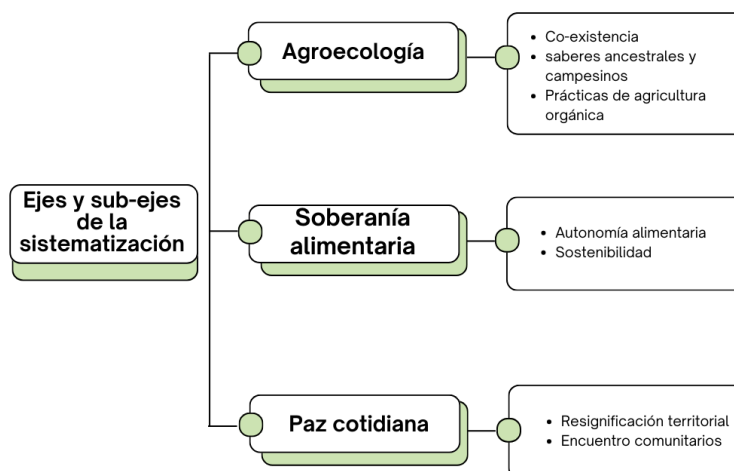 Ejes y sub-ejes
de la
sistematización
Agroecología
• Co-existencia
• saberes ancestrales y
campesinos
• Prácticas de agricultura
orgánica
Soberanía
alimentaria
• Autonomía alimentaria
• Sostenibilidad
Paz cotidiana
• Resignificación territorial
• Encuentro comunitarios